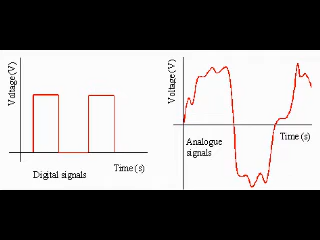 Voltage(V)
Time (s)
Digital signals
Voltage(V)
Time (s)
Analogue
signals